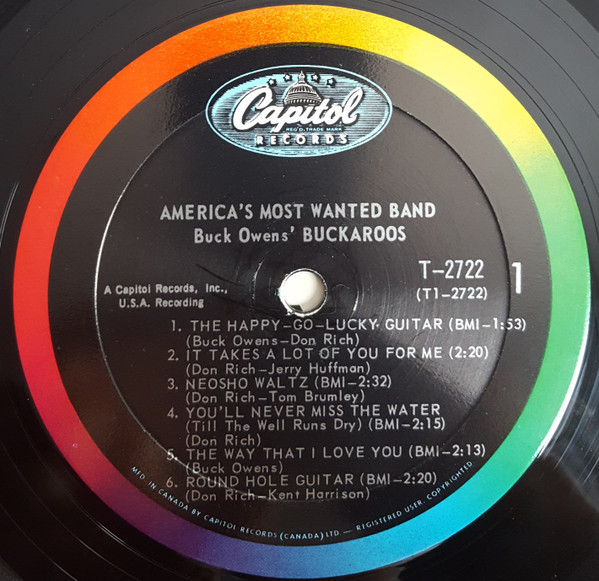 Capitol
REG'D. TRADE MARK
RECORDS
AMERICA'S MOST WANTED BAND
Buck Owens' BUCKAROOS
T-2722
1
(T1-2722)
A Capitol Records, Inc.,
U.S.A. Recording
1. THE HAPPY-GO-LUCKY GUITAR (BMI-1:53)
(Buck Owens-Don Rich)
2. IT TAKES A LOT OF YOU FOR ME (2:20)
(Don Rich-Jerry Huffman)
3. NEOSHO WALTZ (BMI-2:32)
(Don Rich-Tom Brumley)
4. YOU'LL NEVER MISS THE WATER
(Till The Well Runs Dry) (BMI-2:15)
(Don Rich)
5. THE WAY THAT I LOVE YOU (BMI-2:13)
(Buck Owens)
6. ROUND HOLE GUITAR (BMI-2:20)
(Don Rich-Kent Harrison)
MFD. IN CANADA BY CAPITOL RECORDS (CANADA) LTD. — REGISTERED USER. COPYRIGHTED